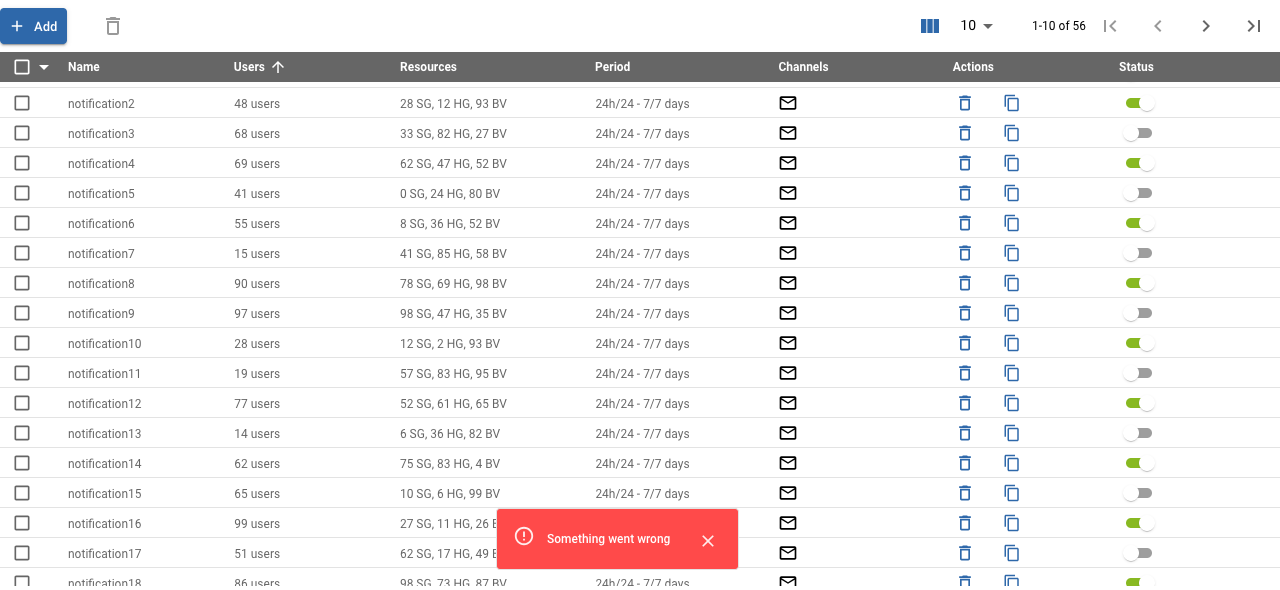 Add
10
1-10 of 56
Name Users Resources Period Channels Actions Status
notification2 48 users 28 SG, 12 HG, 93 BV 24h/24 - 7/7 days
notification3 68 users 33 SG, 82 HG, 27 BV 24h/24 - 7/7 days
notification4 69 users 62 SG, 47 HG, 52 BV 24h/24 - 7/7 days
notification5 41 users 0 SG, 24 HG, 80 BV 24h/24 - 7/7 days
notification6 55 users 8 SG, 36 HG, 52 BV 24h/24 - 7/7 days
notification7 15 users 41 SG, 85 HG, 58 BV 24h/24 - 7/7 days
notification8 90 users 78 SG, 69 HG, 98 BV 24h/24 - 7/7 days
notification9 97 users 98 SG, 47 HG, 35 BV 24h/24 - 7/7 days
notification10 28 users 12 SG, 2 HG, 93 BV 24h/24 - 7/7 days
notification11 19 users 57 SG, 83 HG, 95 BV 24h/24 - 7/7 days
notification12 77 users 52 SG, 61 HG, 65 BV 24h/24 - 7/7 days
notification13 14 users 6 SG, 36 HG, 82 BV 24h/24 - 7/7 days
notification14 62 users 75 SG, 83 HG, 4 BV 24h/24 - 7/7 days
notification15 65 users 10 SG, 6 HG, 99 BV 24h/24 - 7/7 days
notification16 99 users 27 SG, 11 HG, 26
Something went wrong
notification17 51 users 62 SG, 17 HG, 49
notification18 86 users 98 SG, 73 HG, 87 BV 24h/24 - 7/7 days